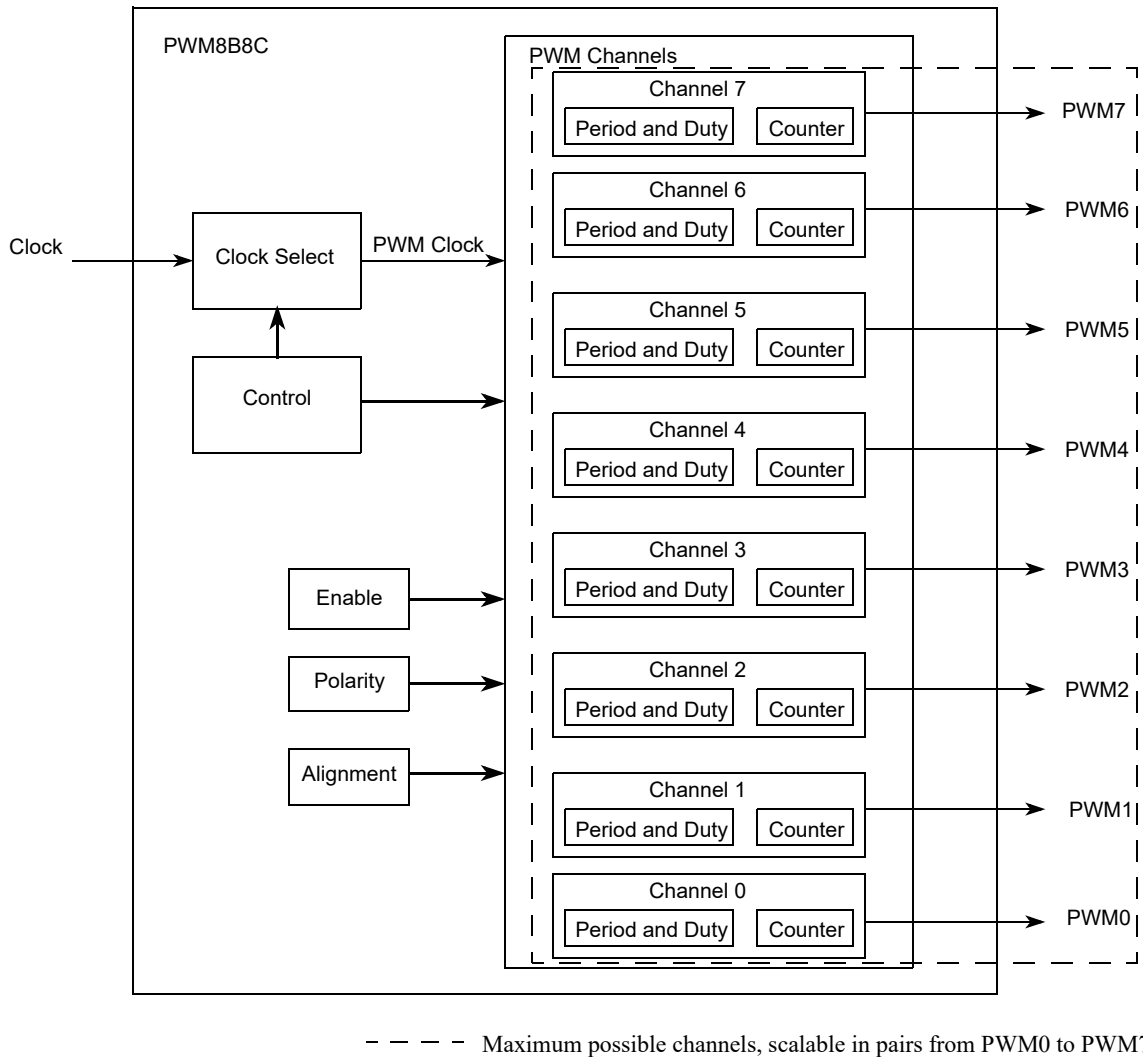 PWM8B8C
PWM Channels
Channel 7
Period and Duty Counter
PWM7
Channel 6
Period and Duty Counter
PWM6
Clock
Clock Select
PWM Clock
Channel 5
Period and Duty Counter
PWM5
Control
Channel 4
Period and Duty Counter
PWM4
Channel 3
Period and Duty Counter
PWM3
Enable
Channel 2
Period and Duty Counter
PWM2
Polarity
Alignment
Channel 1
Period and Duty Counter
PWM1
Channel 0
Period and Duty Counter
PWM0
Maximum possible channels, scalable in pairs from PWM0 to PWM7